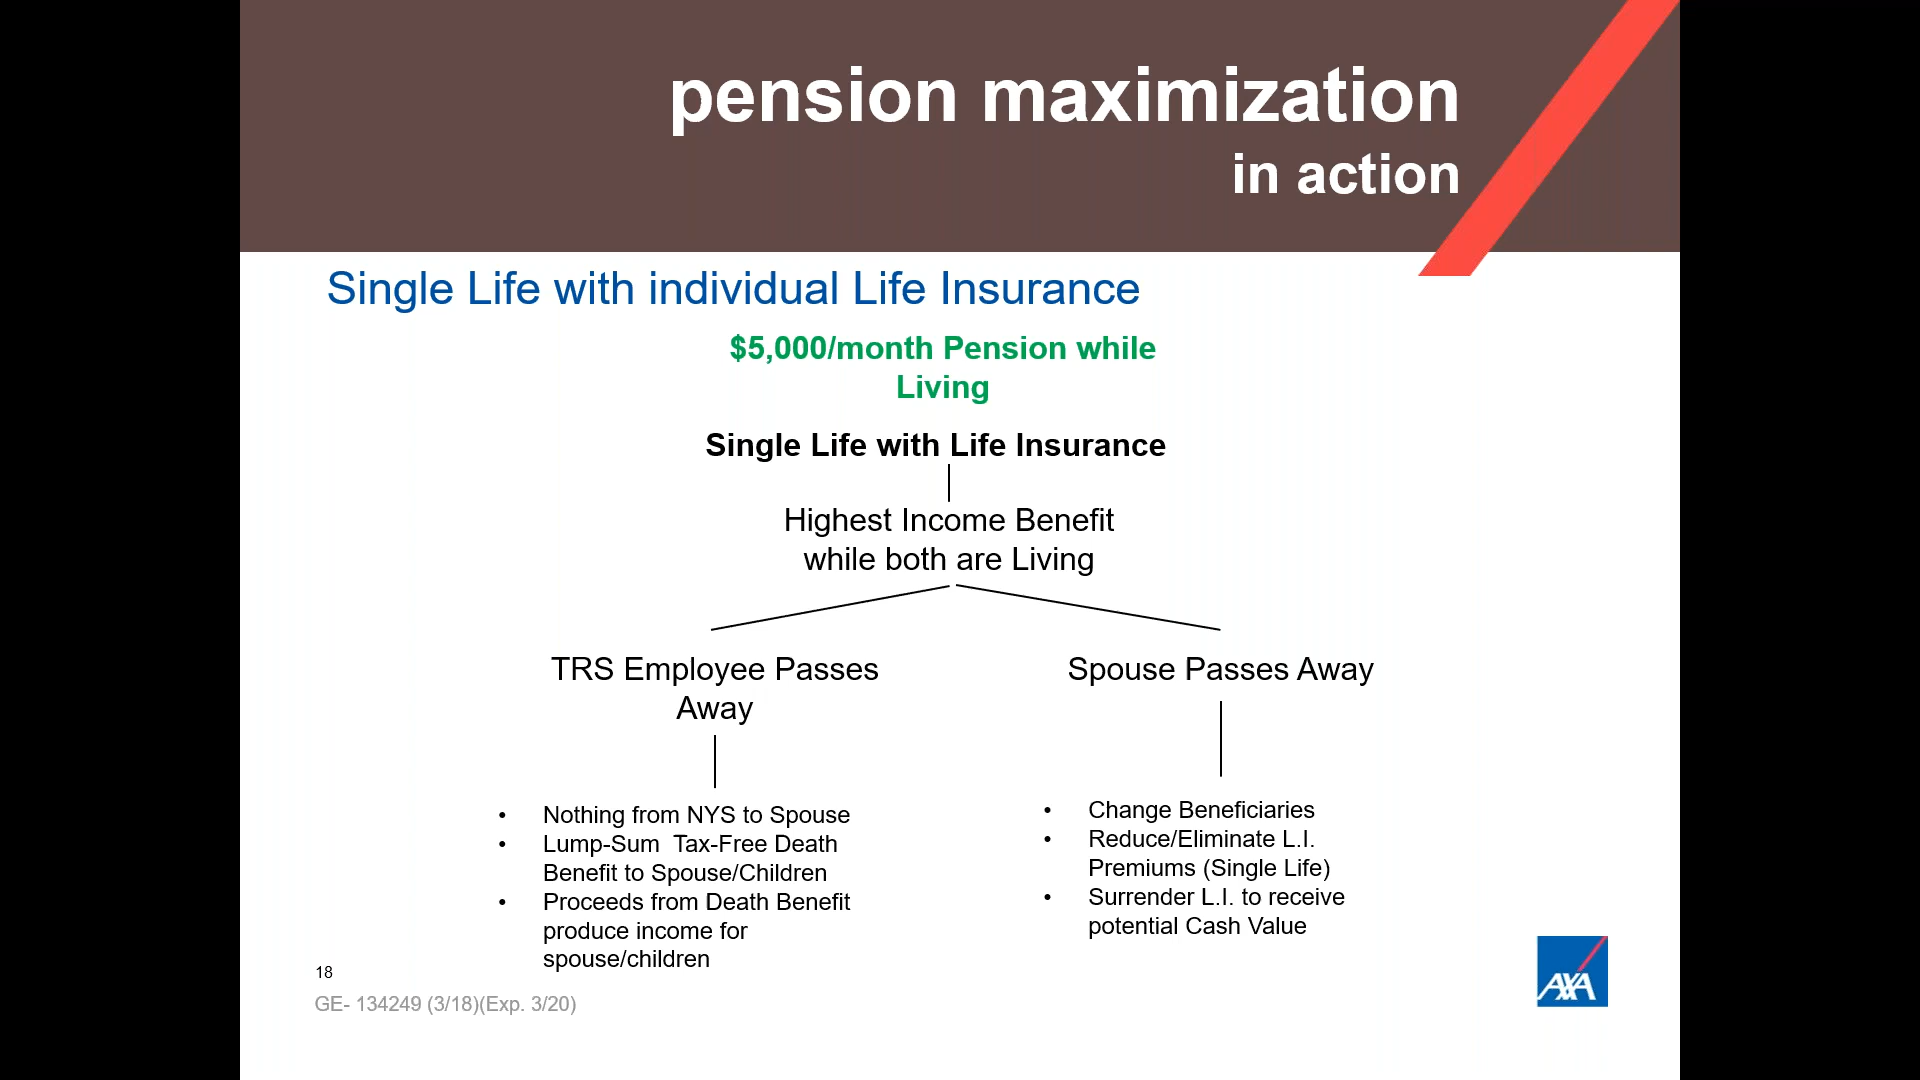 pension maximization
in action
Single Life with individual Life Insurance
$5,000/month Pension while
Living
Single Life with Life Insurance
Highest Income Benefit
while both are Living
TRS Employee Passes
Away
Spouse Passes Away
• Nothing from NYS to Spouse
• Lump-Sum  Tax-Free Death
Benefit to Spouse/Children
• Proceeds from Death Benefit
produce income for
spouse/children
• Change Beneficiaries
• Reduce/Eliminate L.I.
Premiums (Single Life)
• Surrender L.I. to receive
potential Cash Value
18
GE- 134249 (3/18)(Exp. 3/20)
AXA